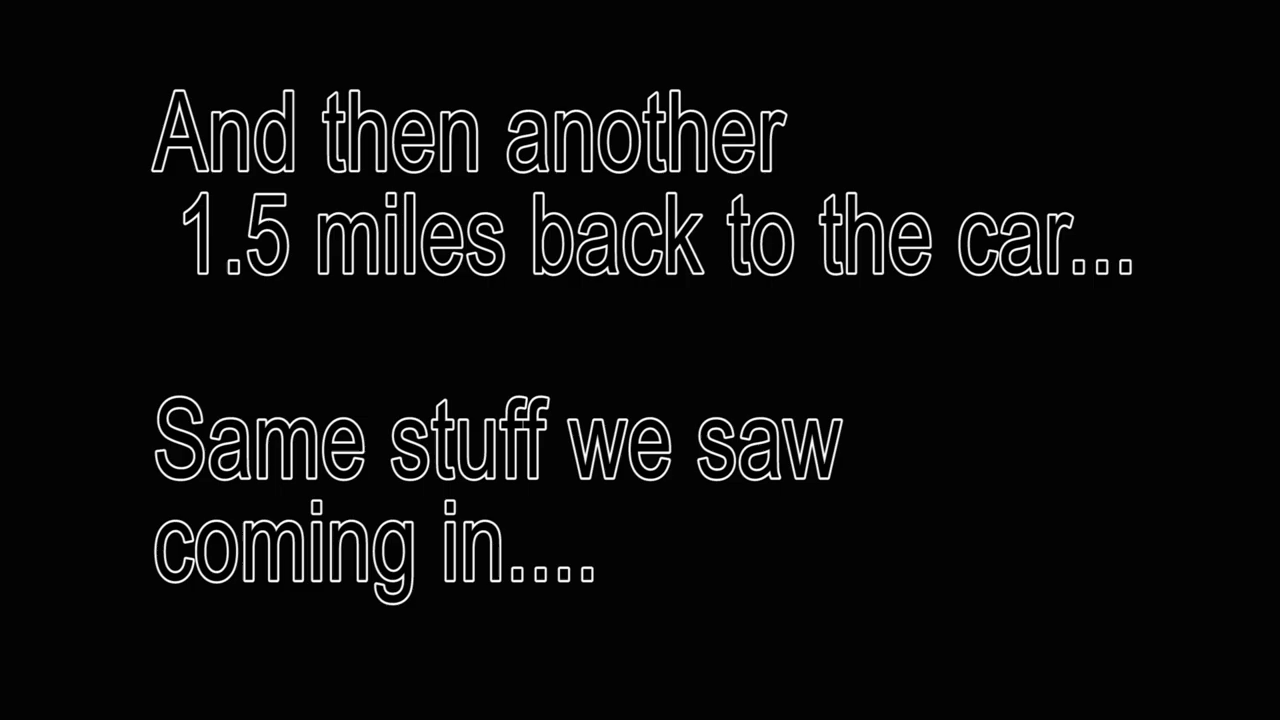 And then another
1.5 miles back to the car...
Same stuff we saw
coming in....